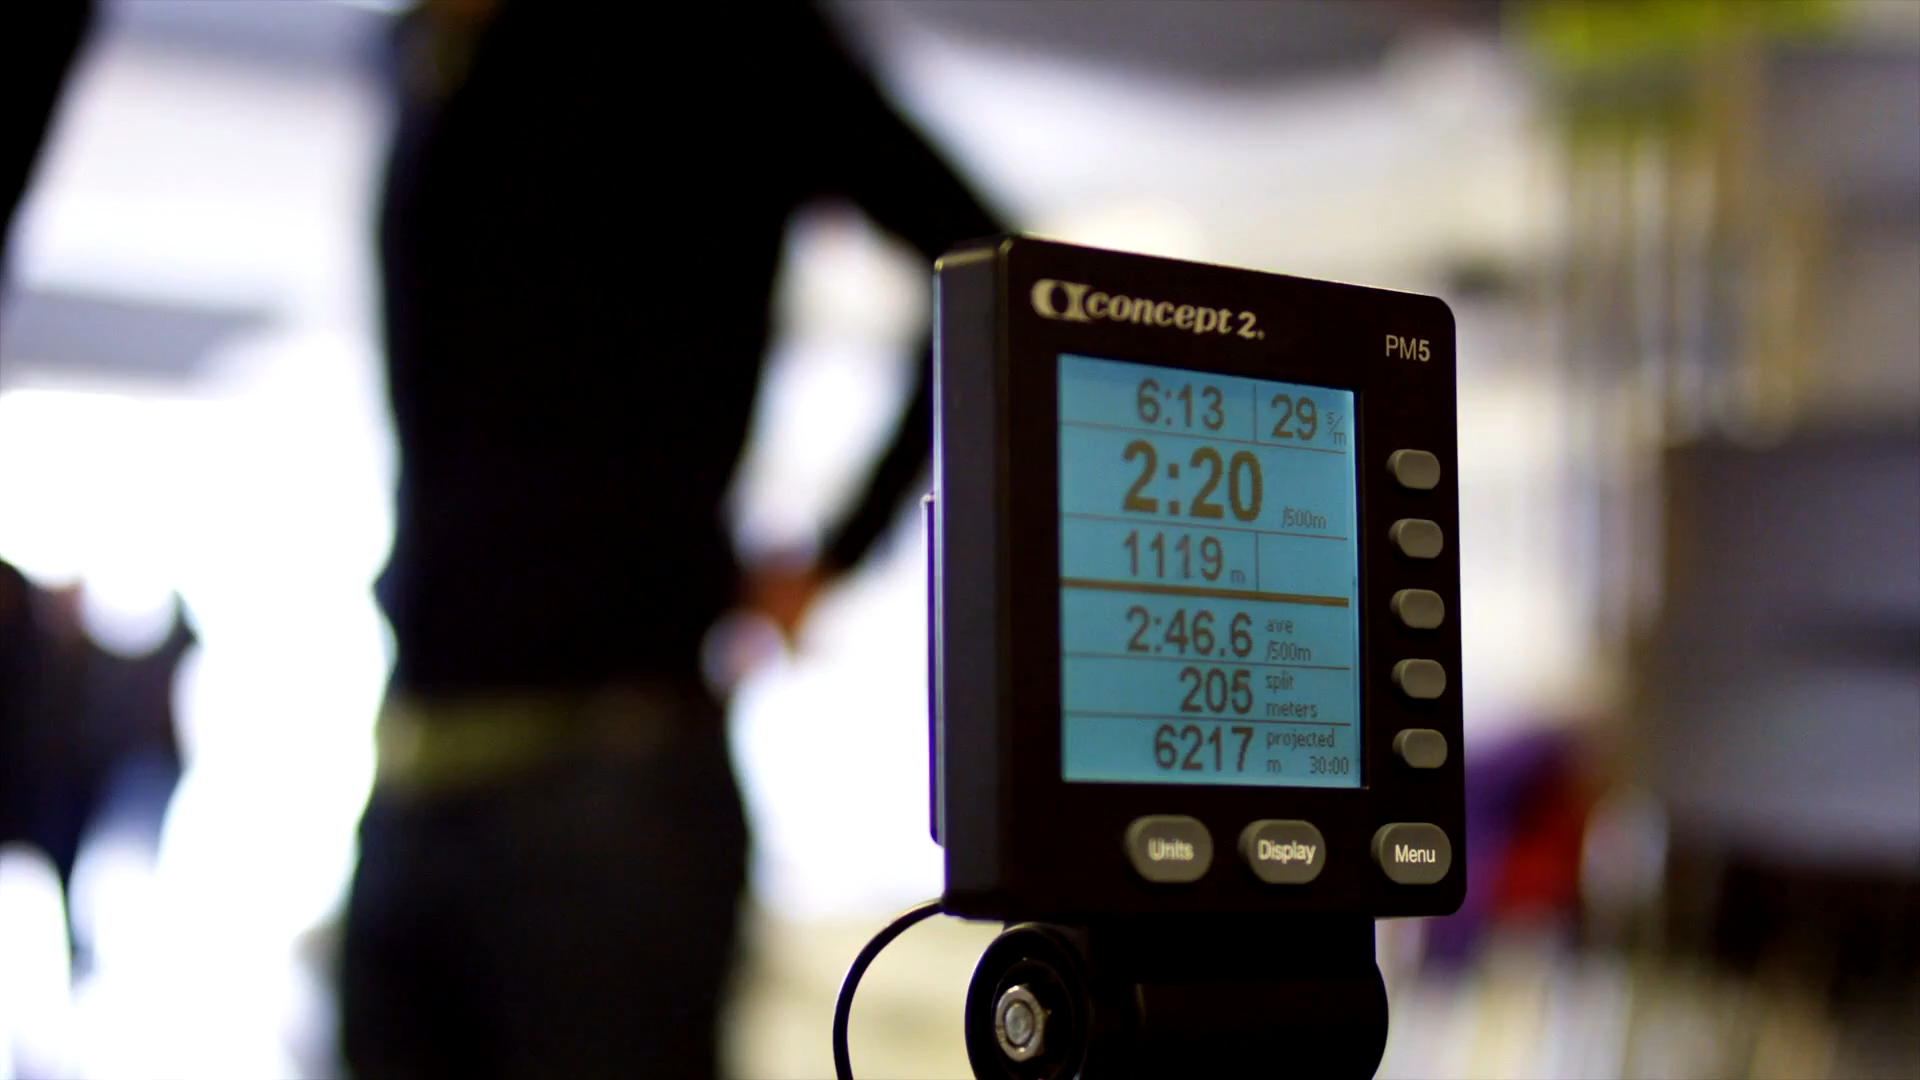 concept 2.
PM5
6:13 29 s/m
2:20 /500m
1119 m
2:46.6 ave /500m
205 split meters
6217 m projected 30:00
Units Display Menu